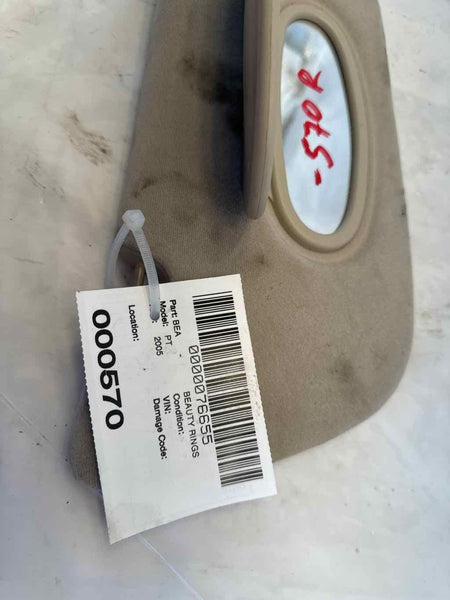 -570R
0000076655
BEAUTY RINGS
Part: BEA
Condition:
Model: PT
VIN:
: 2005
Damage Code:
Location:
000570